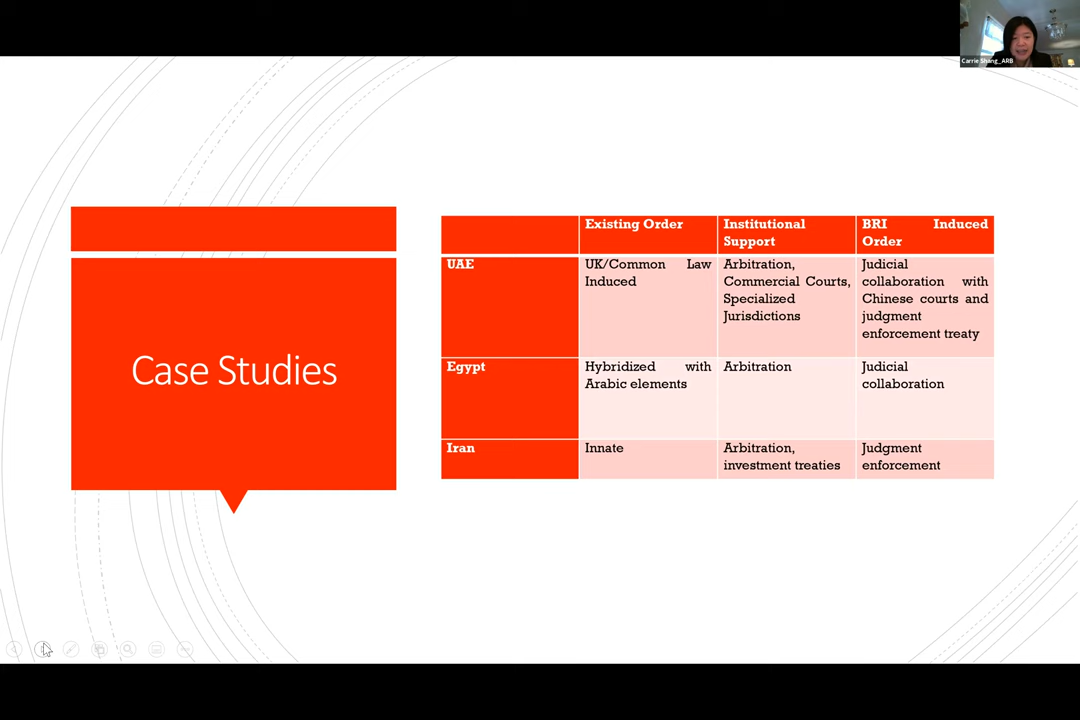 Carrie Shang_ARB
Case Studies
Existing Order
Institutional
Support
BRI Induced
Order
UAE
UK/Common Law
Induced
Arbitration,
Commercial Courts,
Specialized
Jurisdictions
Judicial
collaboration with
Chinese courts and
judgment
enforcement treaty
Egypt
Hybridized with
Arabic elements
Arbitration
Judicial
collaboration
Iran
Innate
Arbitration,
investment treaties
Judgment
enforcement